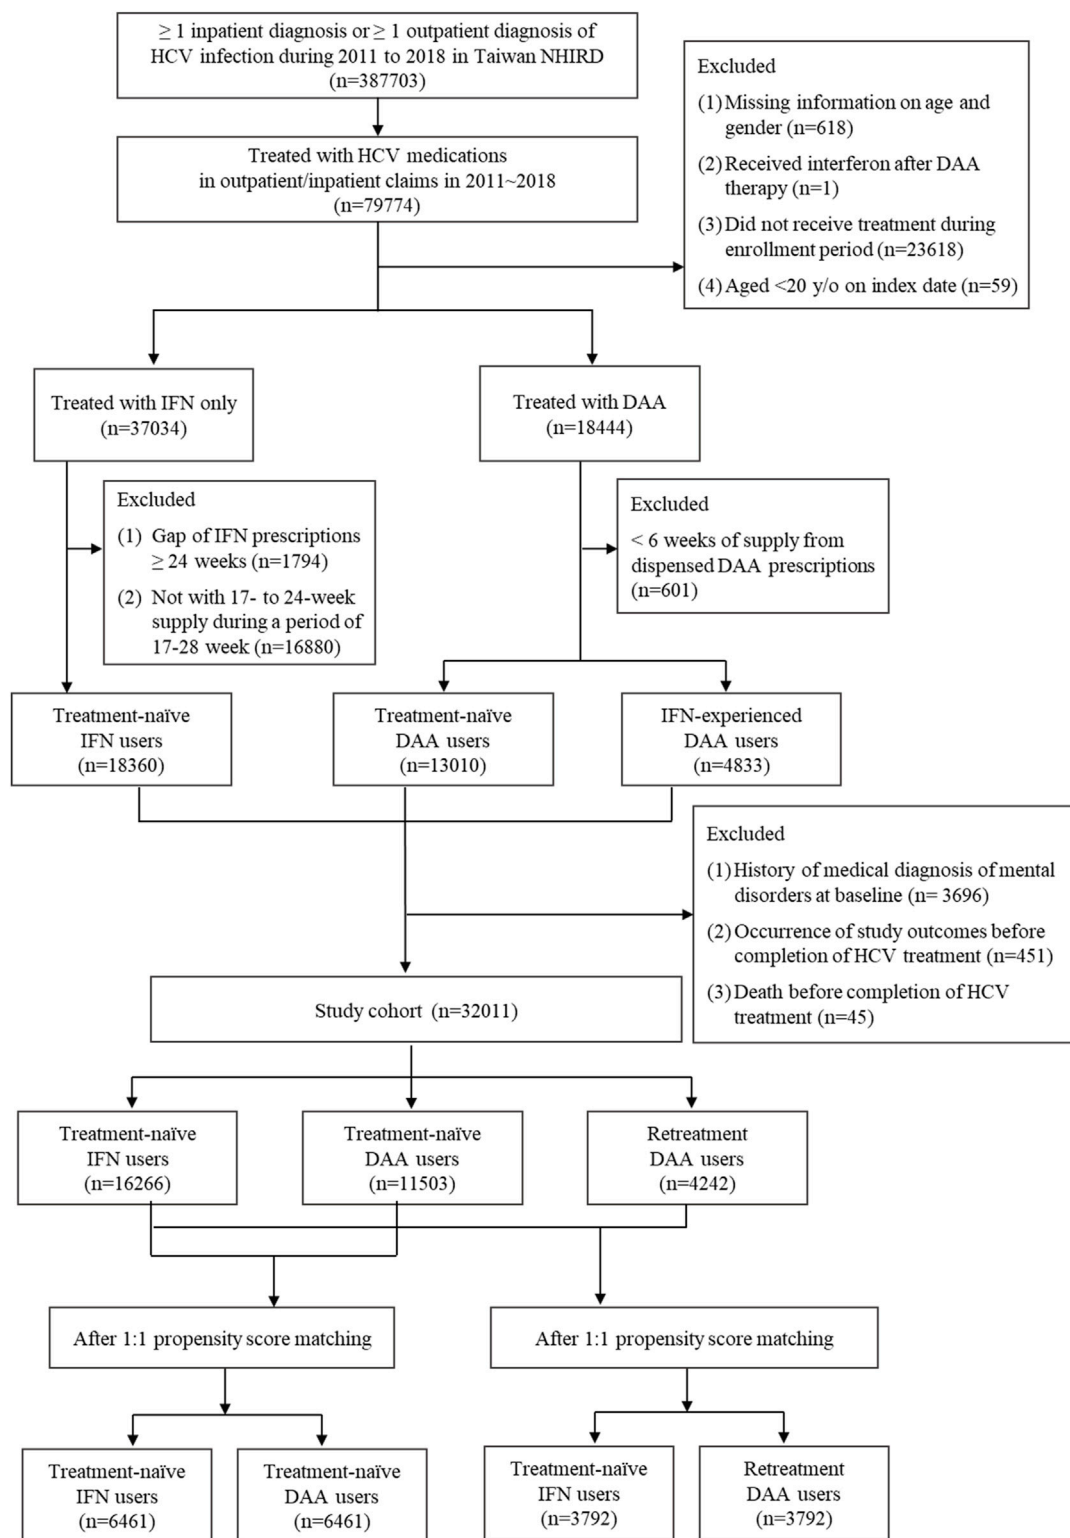 ≥ 1 inpatient diagnosis or ≥ 1 outpatient diagnosis of
HCV infection during 2011 to 2018 in Taiwan NHIRD
(n=387703)
Excluded
(1) Missing information on age and
gender (n=618)
(2) Received interferon after DAA
therapy (n=1)
(3) Did not receive treatment during
enrollment period (n=23618)
(4) Aged <20 y/o on index date (n=59)
Treated with HCV medications
in outpatient/inpatient claims in 2011~2018
(n=79774)
Treated with IFN only
(n=37034)
Treated with DAA
(n=18444)
Excluded
(1) Gap of IFN prescriptions
≥ 24 weeks (n=1794)
(2) Not with 17- to 24-week
supply during a period of
17-28 week (n=16880)
Excluded
< 6 weeks of supply from
dispensed DAA prescriptions
(n=601)
Treatment-naïve
IFN users
(n=18360)
Treatment-naïve
DAA users
(n=13010)
IFN-experienced
DAA users
(n=4833)
Excluded
(1) History of medical diagnosis of mental
disorders at baseline (n= 3696)
(2) Occurrence of study outcomes before
completion of HCV treatment (n=451)
(3) Death before completion of HCV
treatment (n=45)
Study cohort (n=32011)
Treatment-naïve
IFN users
(n=16266)
Treatment-naïve
DAA users
(n=11503)
Retreatment
DAA users
(n=4242)
After 1:1 propensity score matching
After 1:1 propensity score matching
Treatment-naïve
IFN users
(n=6461)
Treatment-naïve
DAA users
(n=6461)
Treatment-naïve
IFN users
(n=3792)
Retreatment
DAA users
(n=3792)